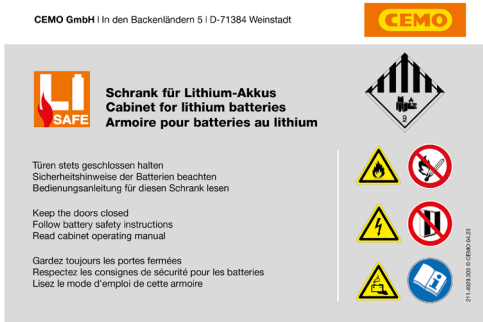 CEMO GmbH | In den Backenländern 5 | D-71384 Weinstadt
CEMO
LI
SAFE
Schrank für Lithium-Akkus
Cabinet for lithium batteries
Armoire pour batteries au lithium
9
Türen stets geschlossen halten
Sicherheitshinweise der Batterien beachten
Bedienungsanleitung für diesen Schrank lesen
Keep the doors closed
Follow battery safety instructions
Read cabinet operating manual
Gardez toujours les portes fermées
Respectez les consignes de sécurité pour les batteries
Lisez le mode d'emploi de cette armoire
211.4929.203 © CEMO 04.23